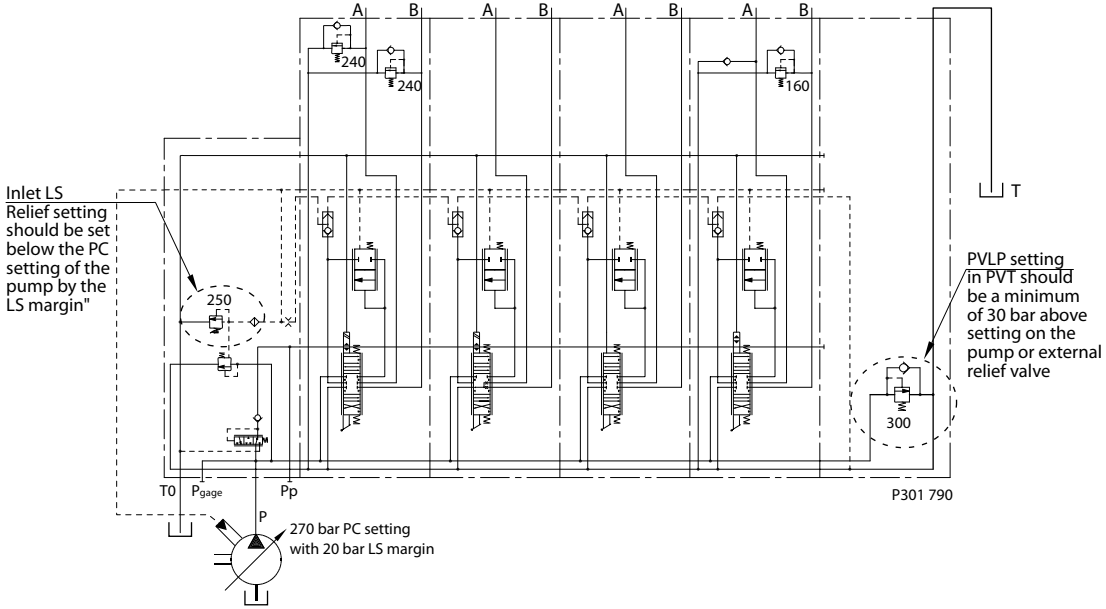 A B A B A B A B
240
240
160
Inlet LS
Relief setting
should be set
below the PC
setting of the
pump by the
LS margin"
T
PVLP setting
in PVT should
be a minimum
of 30 bar above
setting on the
pump or external
relief valve
250
300
T0 Pgage Pp
P301 790
P
270 bar PC setting
with 20 bar LS margin